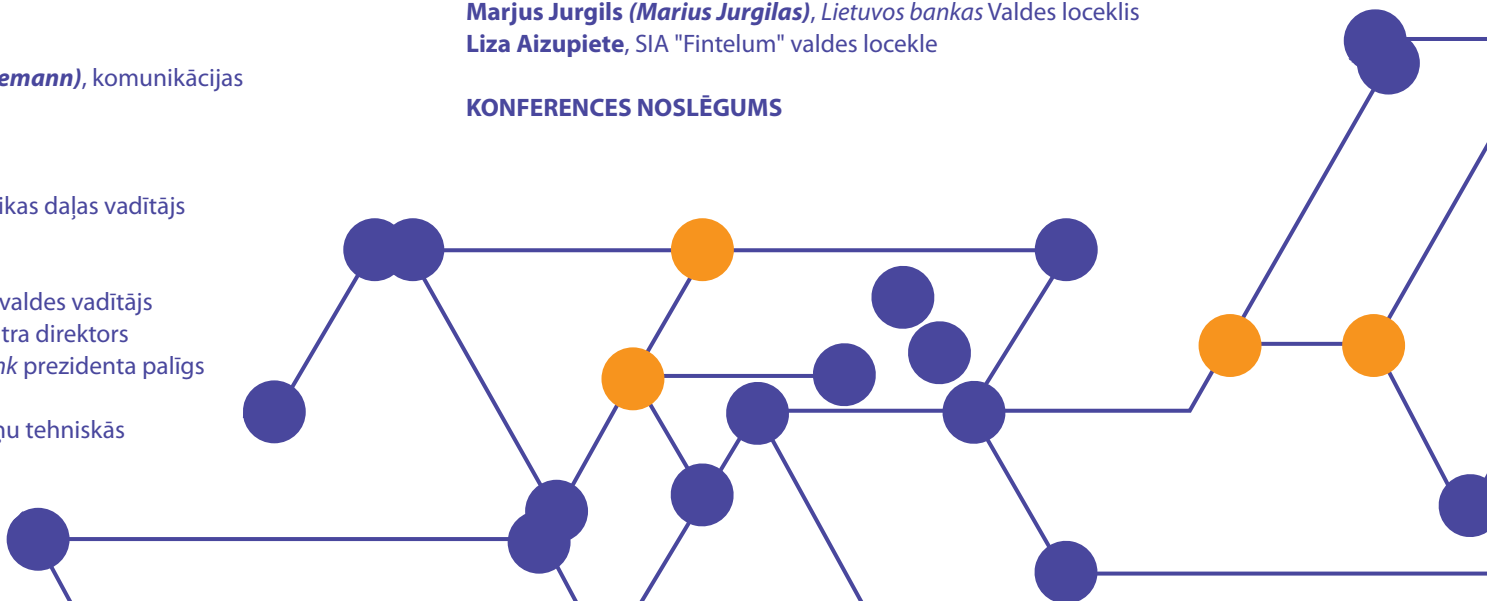 emann), komunikācijas
ikas daļas vadītājs
valdes vadītājs
tra direktors
nk prezidenta palīgs
ņu tehniskās
Marjus Jurgils (Marius Jurgilas), Lietuvos bankas Valdes loceklis
Liza Aizupiete, SIA "Fintelum" valdes locekle
KONFERENCES NOSLĒGUMS